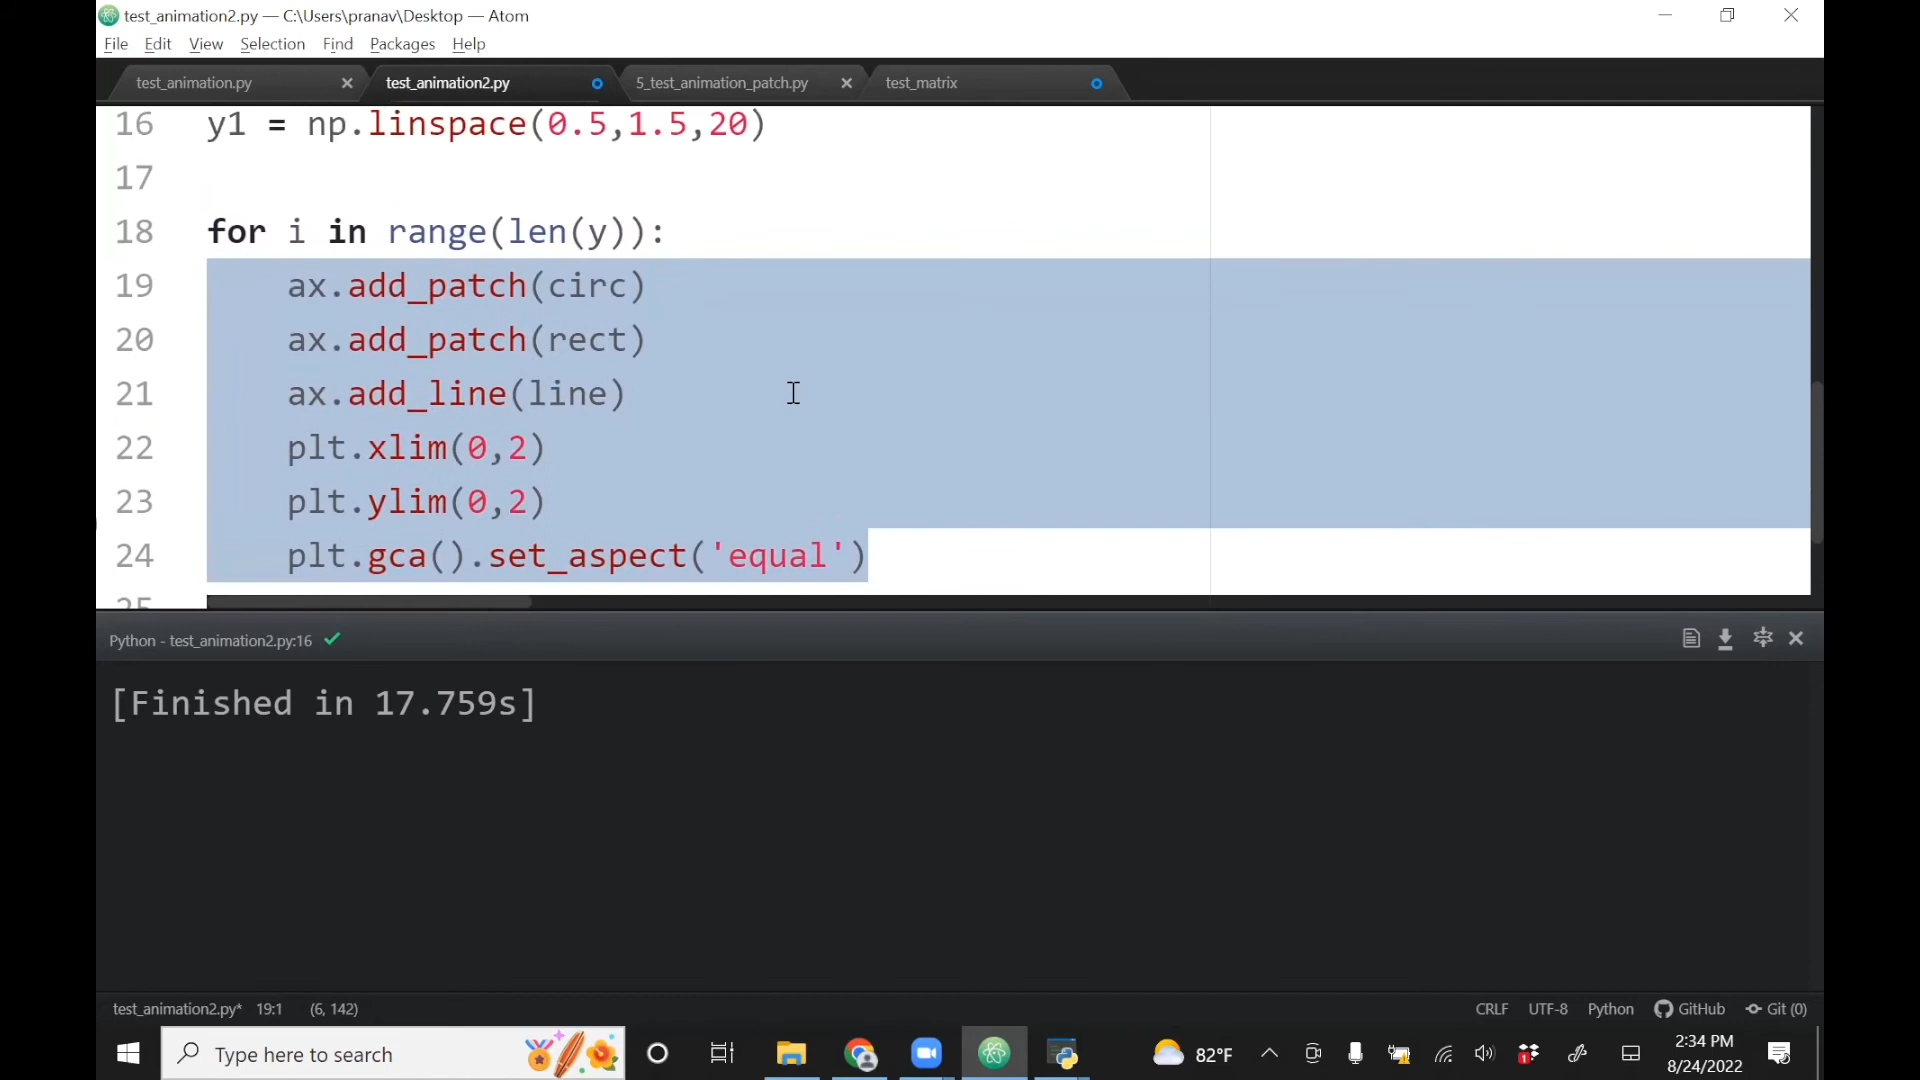 test_animation2.py — C:\Users\pranav\Desktop — Atom
File Edit View Selection Find Packages Help
test_animation.py test_animation2.py 5_test_animation_patch.py test_matrix
16 y1 = np.linspace(0.5,1.5,20)
17
18 for i in range(len(y)):
19 ax.add_patch(circ)
20 ax.add_patch(rect)
21 ax.add_line(line)
22 plt.xlim(0,2)
23 plt.ylim(0,2)
24 plt.gca().set_aspect('equal')
25
Python - test_animation2.py:16
[Finished in 17.759s]
test_animation2.py* 19:1 (6, 142) CRLF UTF-8 Python GitHub Git (0)
Type here to search 82°F 1 2:34 PM
8/24/2022